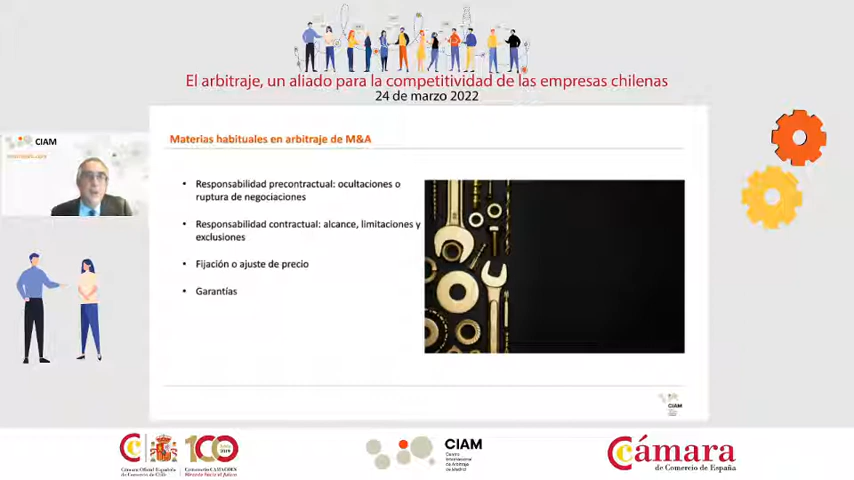 El arbitraje, un aliado para la competitividad de las empresas chilenas
24 de marzo 2022
CIAM
Materias habituales en arbitraje de M&A
• Responsabilidad precontractual: ocultaciones o
ruptura de negociaciones
• Responsabilidad contractual: alcance, limitaciones y
exclusiones
• Fijación o ajuste de precio
• Garantías
CIAM
Cámara Oficial Española
de Comercio de Chile
100
2019
CIAM
Centro
Internacional
de Arbitraje
de Madrid
Cámara
de Comercio de España